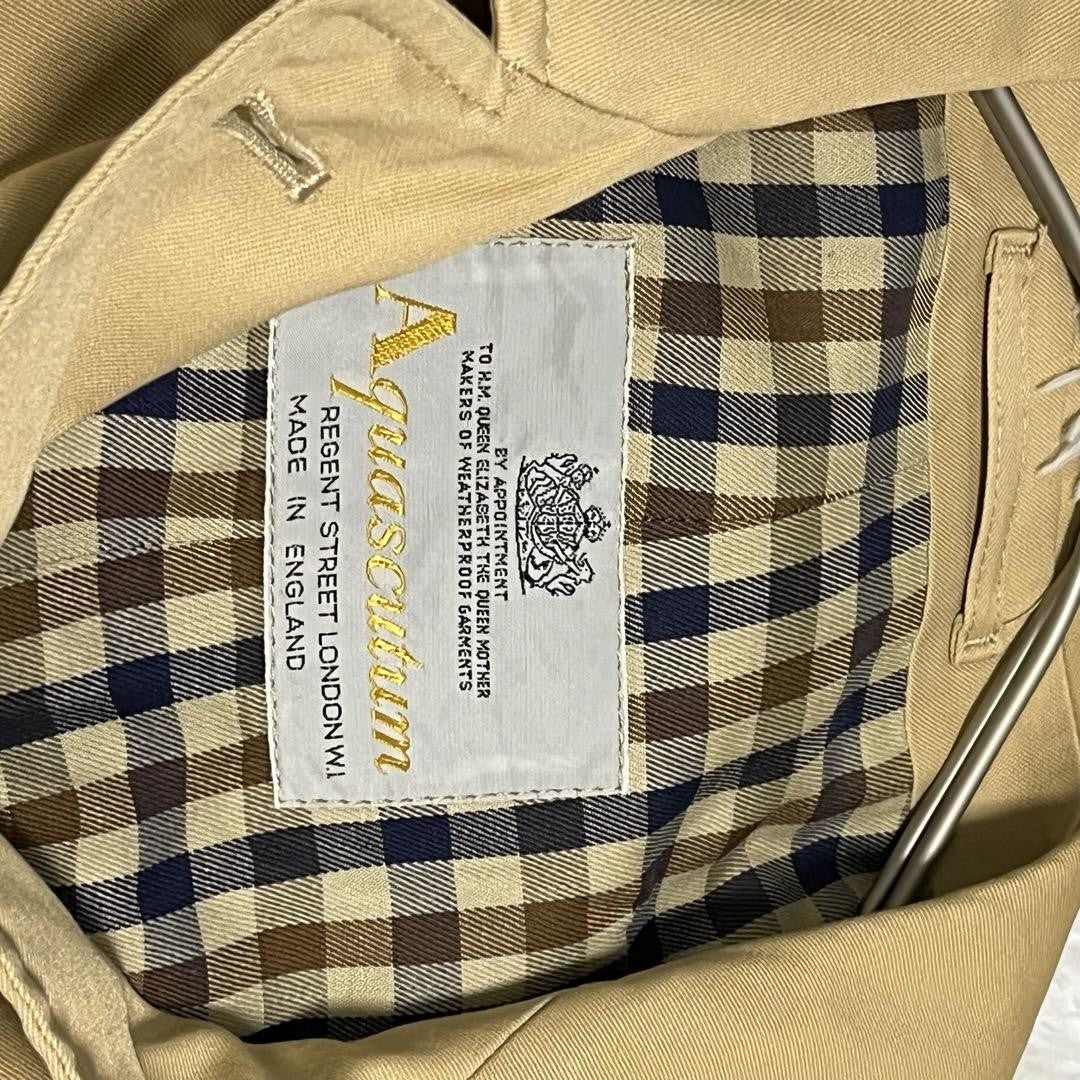 BY APPOINTMENT
TO H.M. QUEEN ELIZABETH THE QUEEN MOTHER
MAKERS OF WEATHERPROOF GARMENTS
Aquascutum
REGENT STREET LONDON W.1
MADE IN ENGLAND